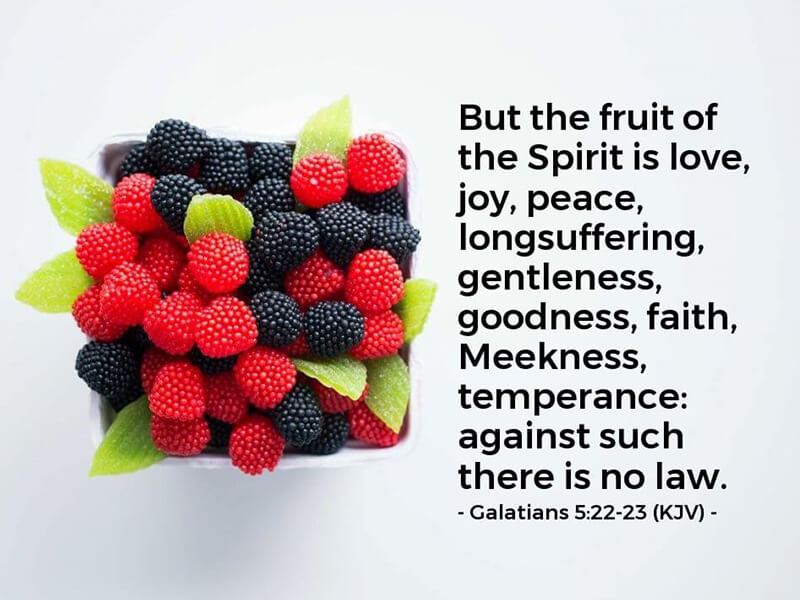 But the fruit of
the Spirit is love,
joy, peace,
longsuffering,
gentleness,
goodness, faith,
Meekness,
temperance:
against such
there is no law.
- Galatians 5:22-23 (KJV) -